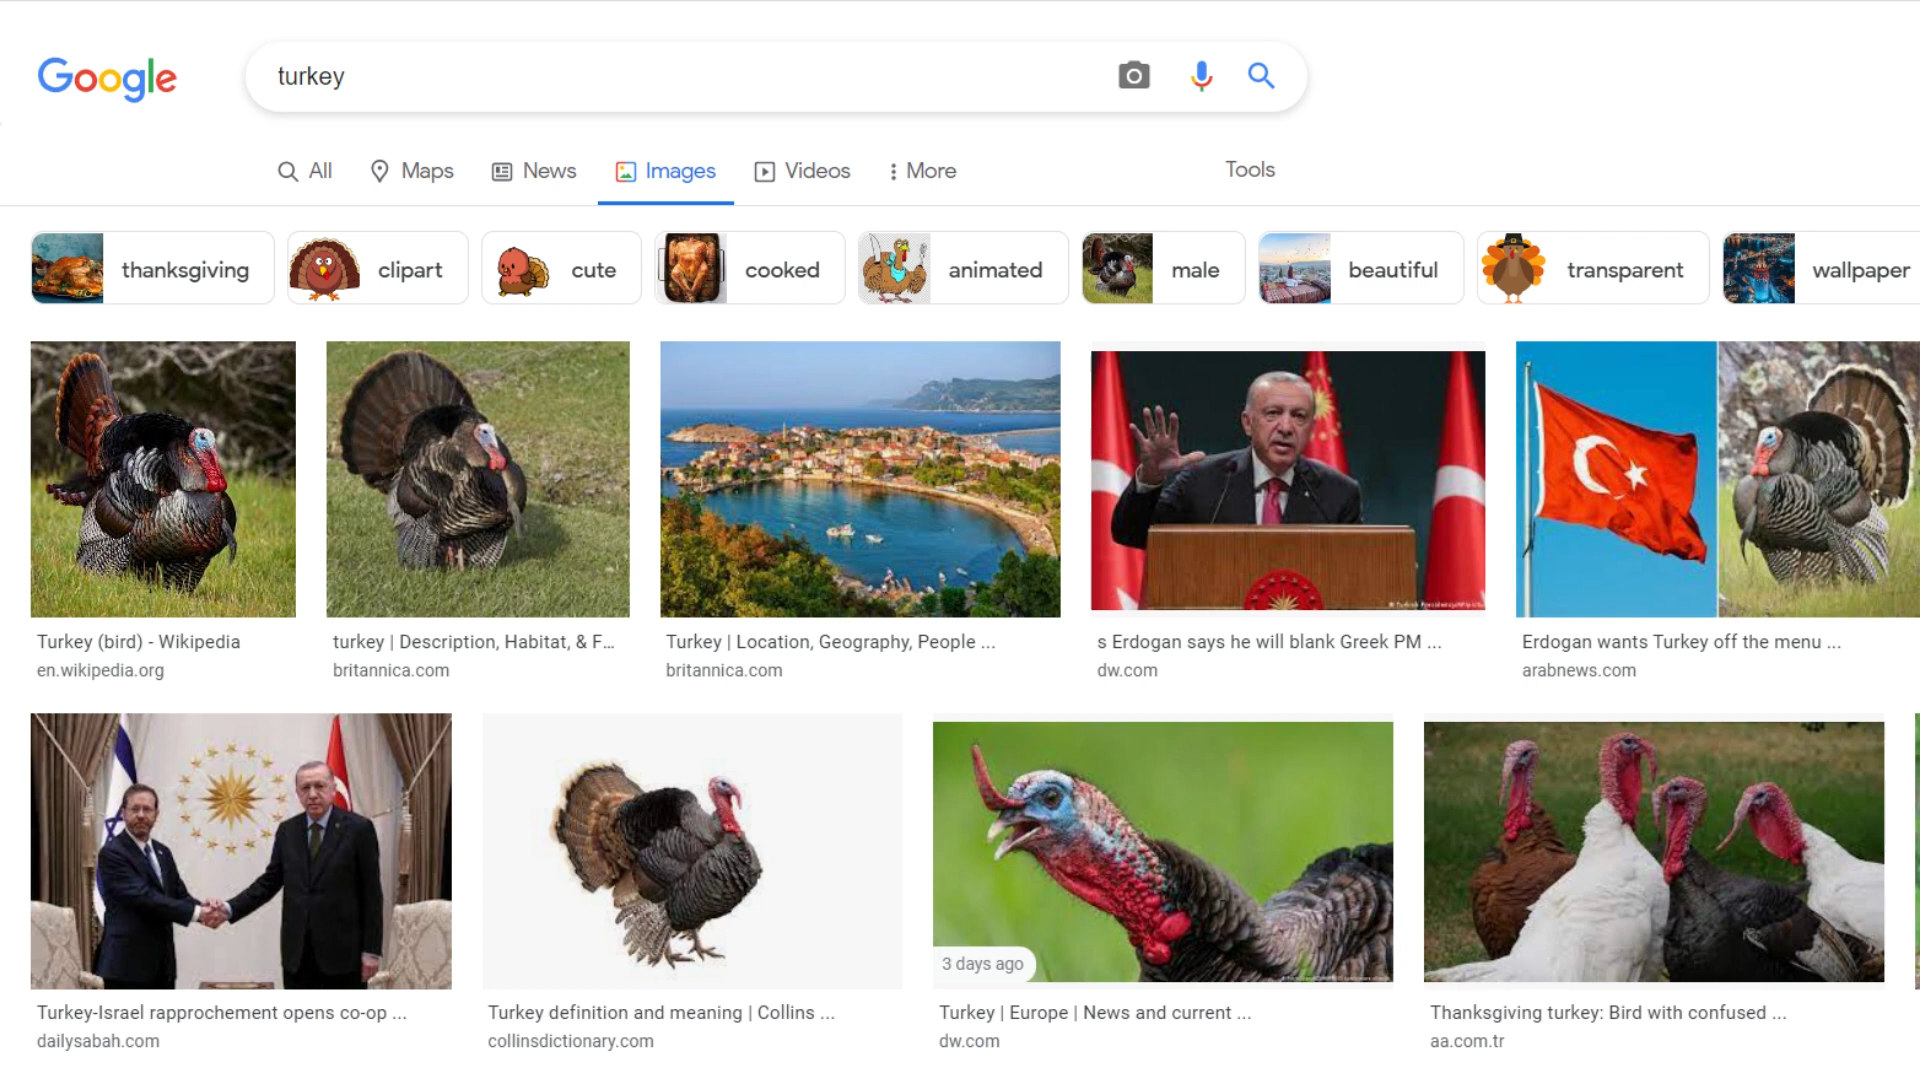 Google
turkey
All
Maps
News
Images
Videos
More
Tools
thanksgiving
clipart
cute
cooked
animated
male
beautiful
transparent
wallpaper
Turkey (bird) - Wikipedia
en.wikipedia.org
turkey | Description, Habitat, & F...
britannica.com
Turkey | Location, Geography, People ...
britannica.com
s Erdogan says he will blank Greek PM ...
dw.com
Erdogan wants Turkey off the menu ...
arabnews.com
3 days ago
Turkey-Israel rapprochement opens co-op ...
dailysabah.com
Turkey definition and meaning | Collins ...
collinsdictionary.com
Turkey | Europe | News and current ...
dw.com
Thanksgiving turkey: Bird with confused ...
aa.com.tr